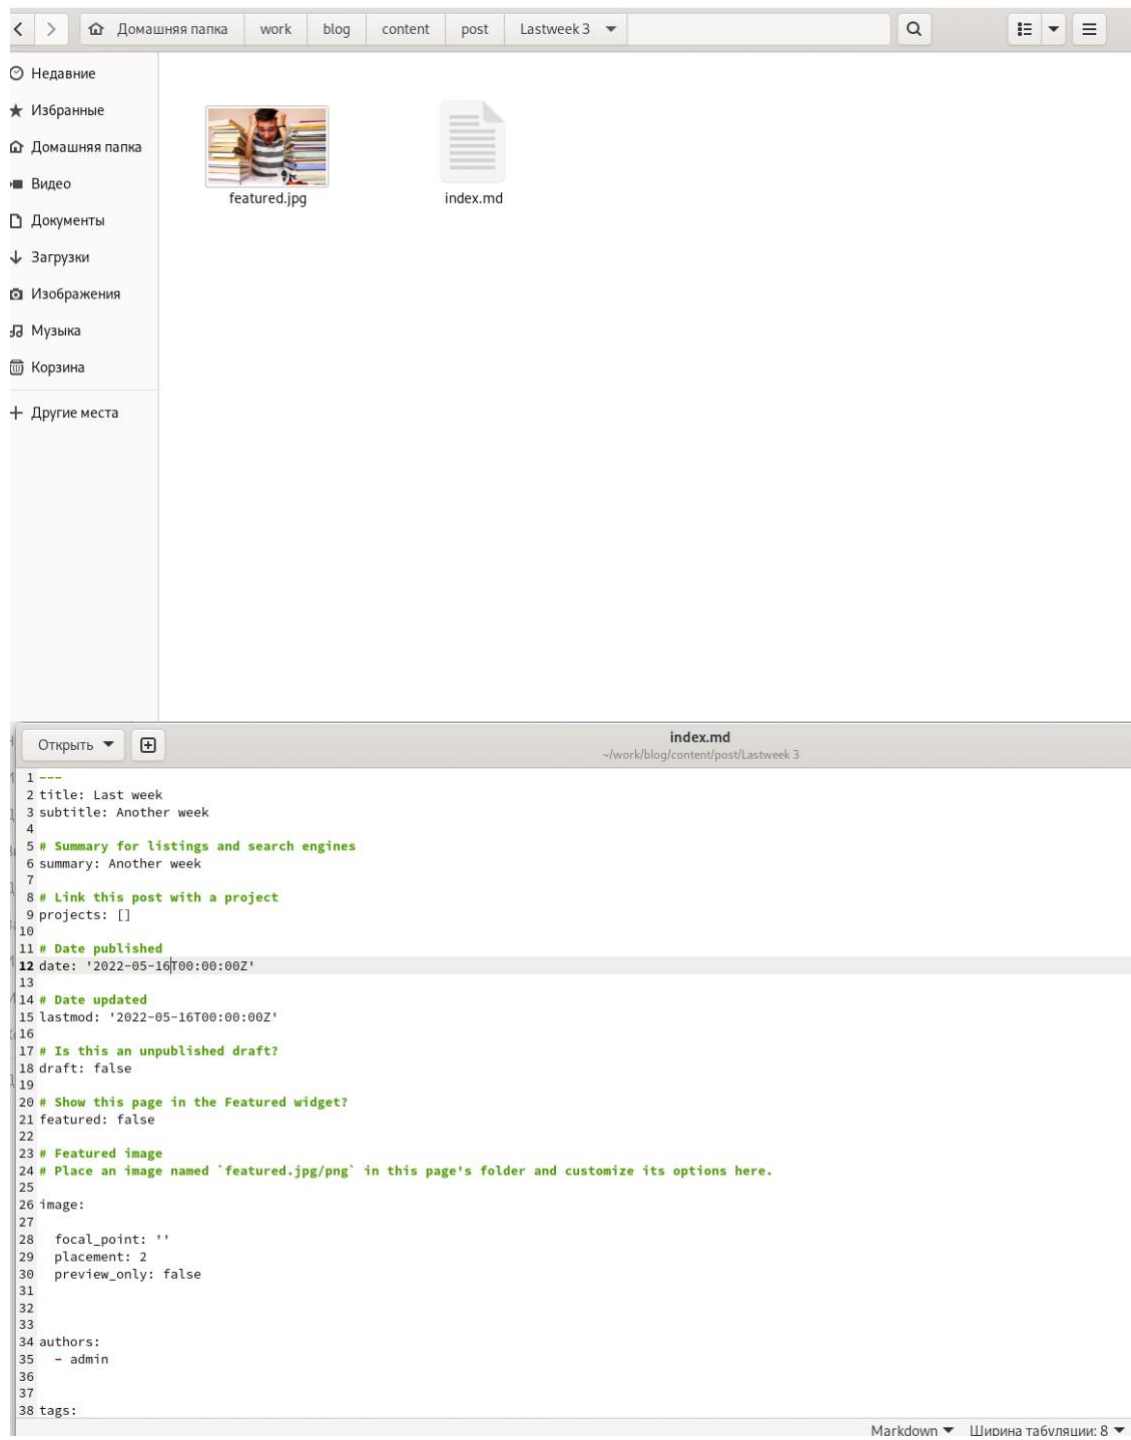 Домашняя папка work blog content post Lastweek 3
Недавние
Избранные
Домашняя папка
Видео
Документы
Загрузки
Изображения
Музыка
Корзина
Другие места
featured.jpg index.md
Открыть index.md
~/work/blog/content/post/Lastweek 3
1 ---
2 title: Last week
3 subtitle: Another week
4
5 # Summary for listings and search engines
6 summary: Another week
7
8 # Link this post with a project
9 projects: []
10
11 # Date published
12 date: '2022-05-16T00:00:00Z'
13
14 # Date updated
15 lastmod: '2022-05-16T00:00:00Z'
16
17 # Is this an unpublished draft?
18 draft: false
19
20 # Show this page in the Featured widget?
21 featured: false
22
23 # Featured image
24 # Place an image named `featured.jpg/png` in this page's folder and customize its options here.
25
26 image:
27
28   focal_point: ''
29   placement: 2
30   preview_only: false
31
32
33
34 authors:
35   - admin
36
37
38 tags:
Markdown Ширина табуляции: 8